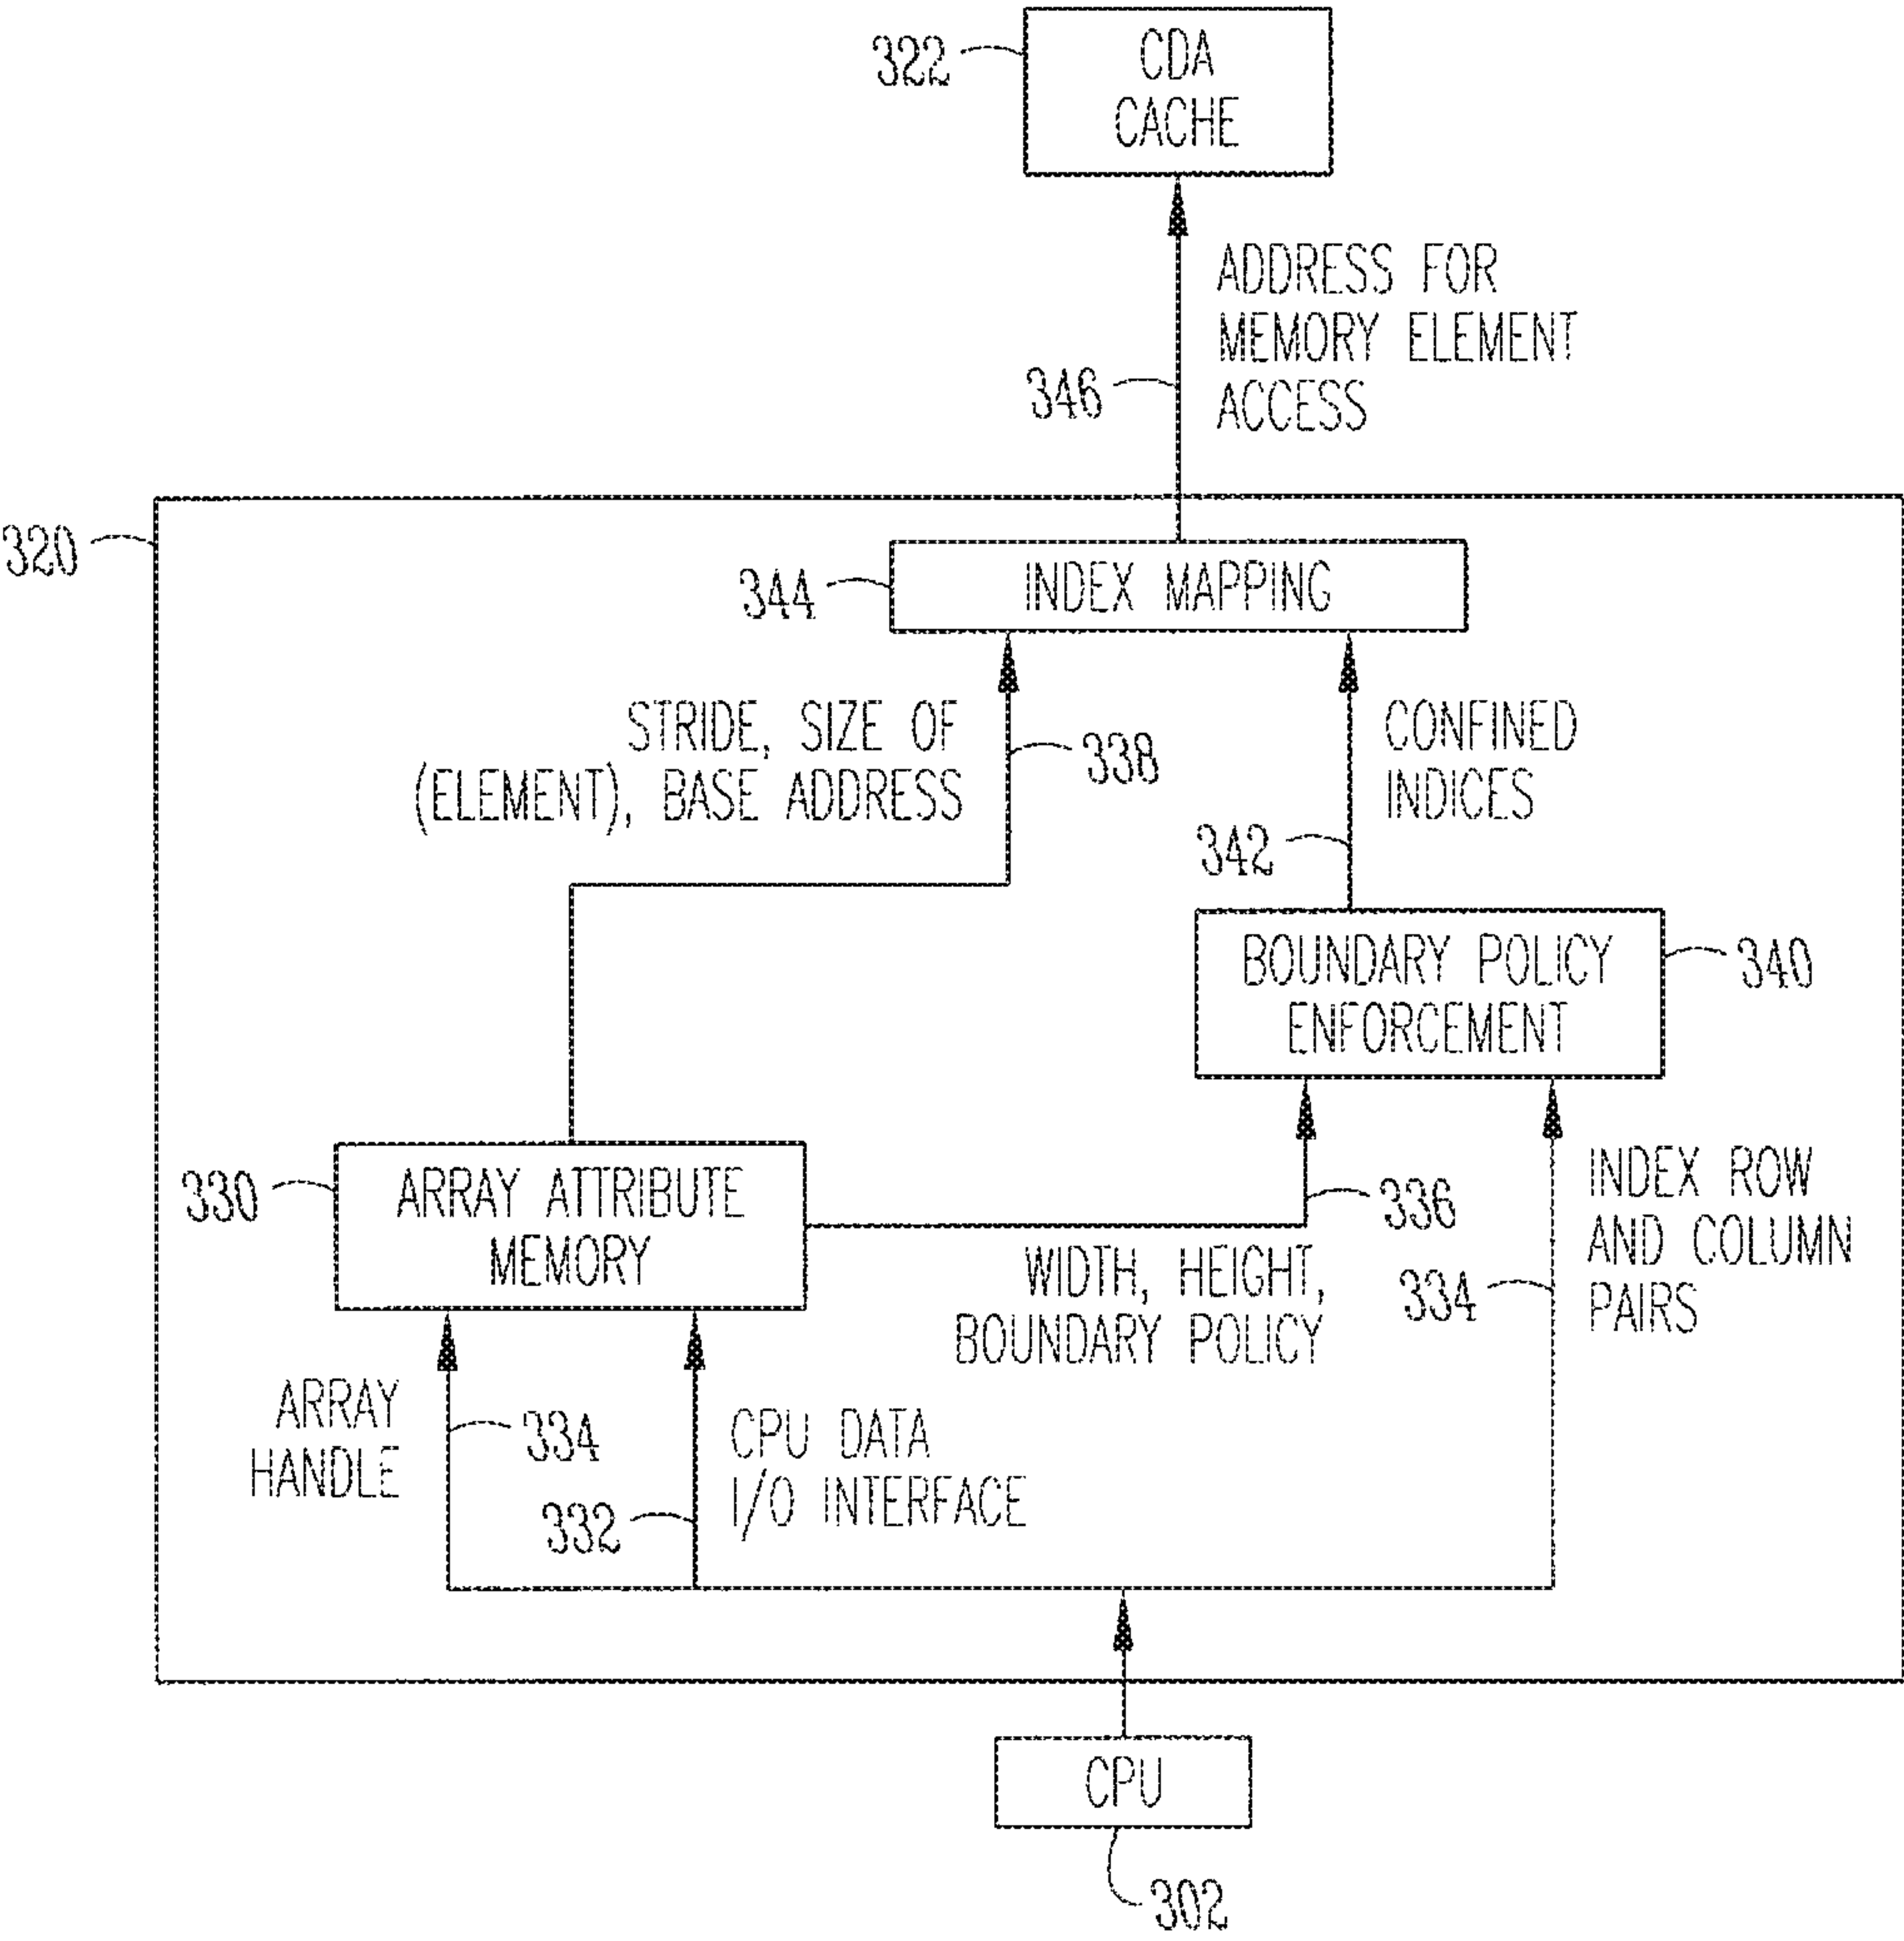 322
CDA
CACHE
ADDRESS FOR
MEMORY ELEMENT
ACCESS
346
320
344
INDEX MAPPING
STRIDE, SIZE OF
(ELEMENT), BASE ADDRESS
338
CONFINED
INDICES
342
BOUNDARY POLICY
ENFORCEMENT
340
330
ARRAY ATTRIBUTE
MEMORY
336
WIDTH, HEIGHT,
BOUNDARY POLICY
INDEX ROW
AND COLUMN
PAIRS
334
ARRAY
HANDLE
334
CPU DATA
I/O INTERFACE
332
CPU
302